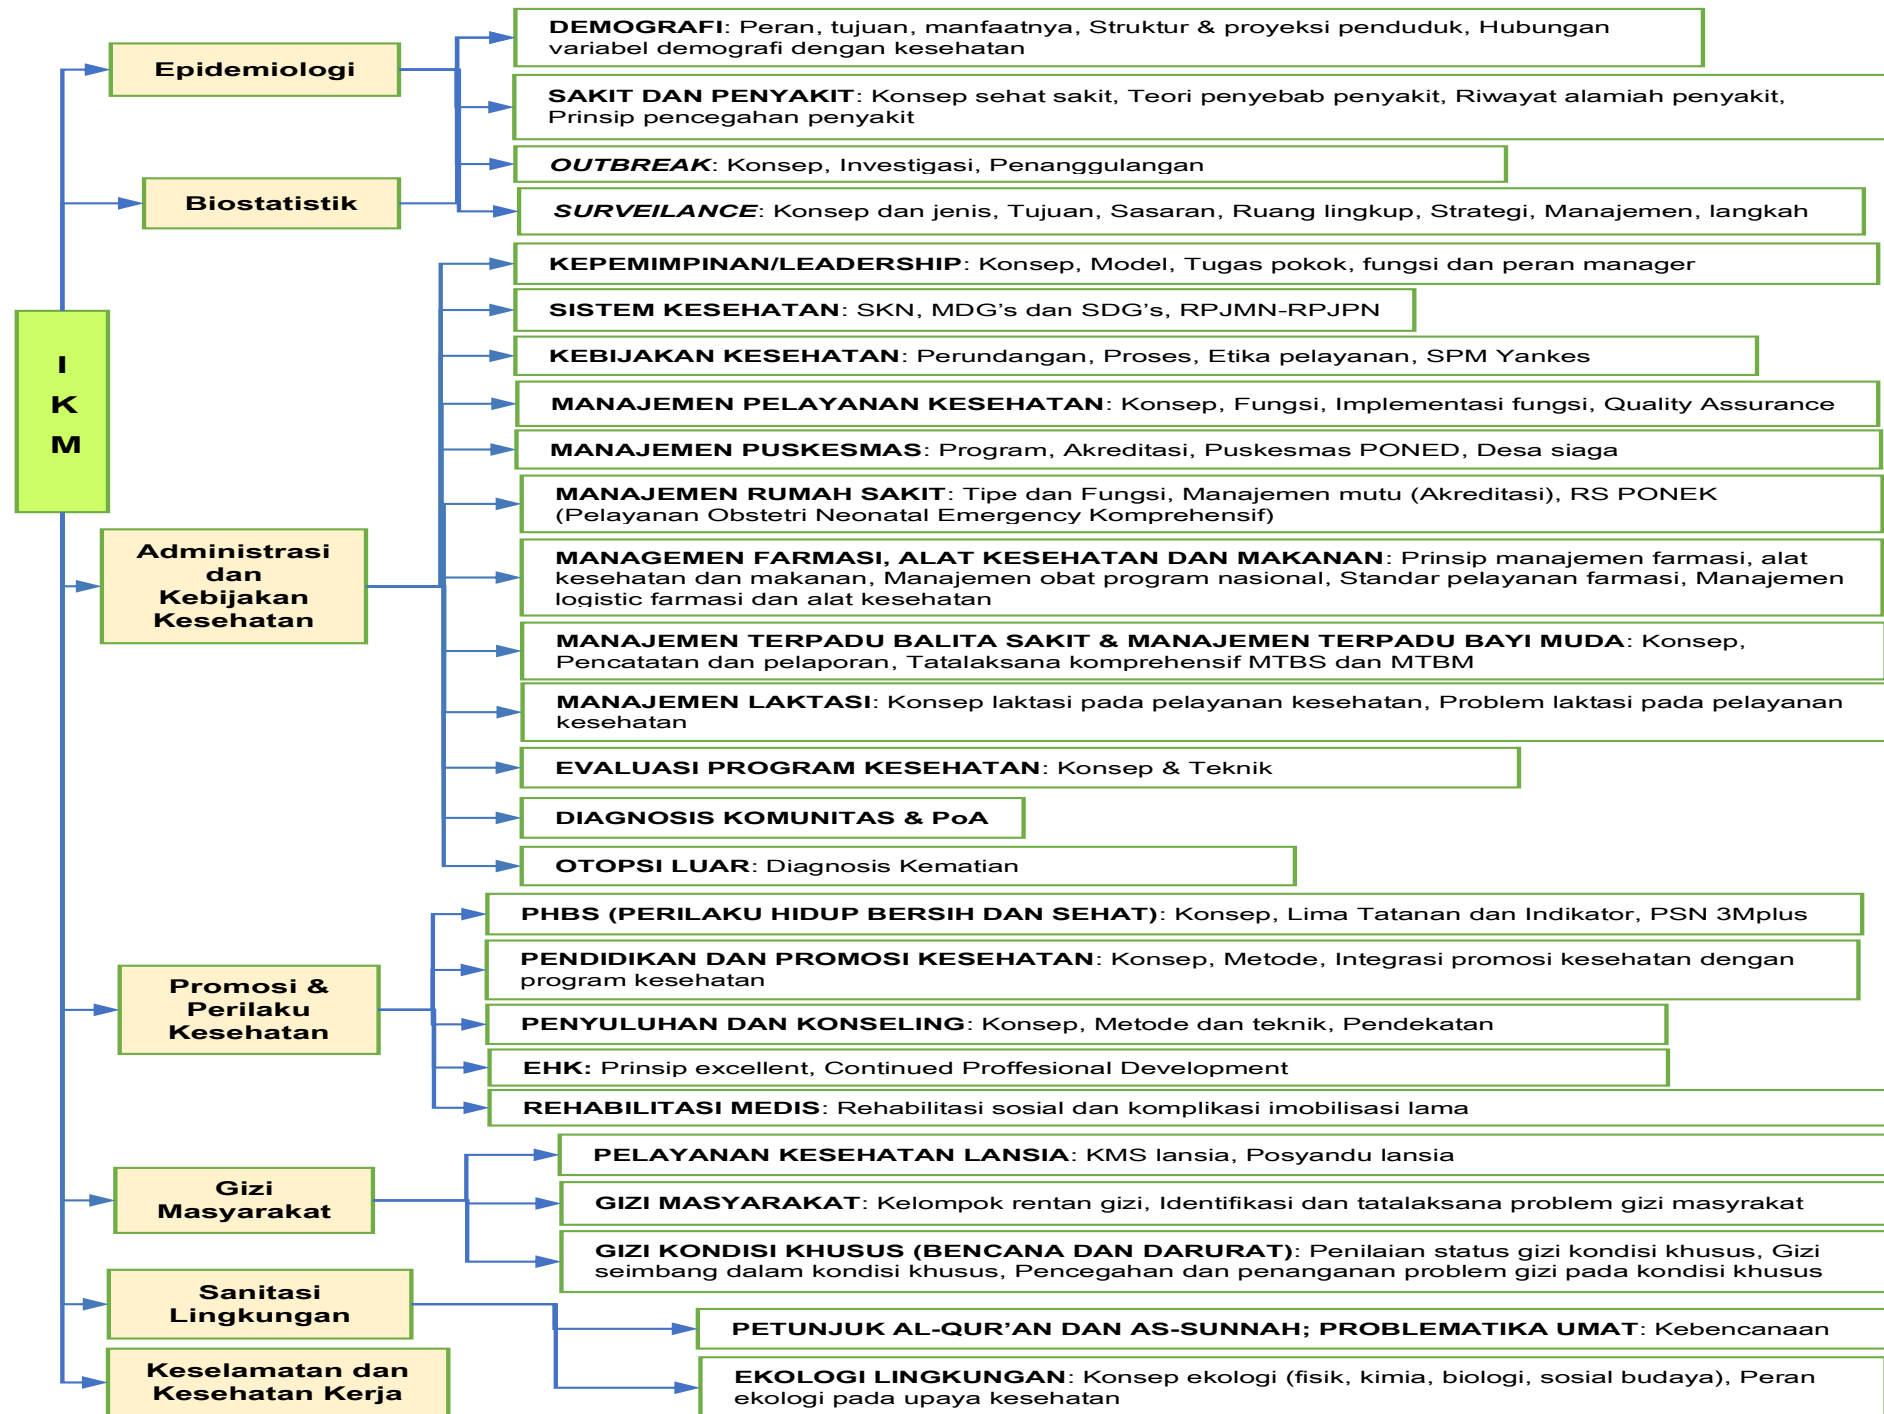 I
K
M
Epidemiologi
DEMOGRAFI: Peran, tujuan, manfaatnya, Struktur & proyeksi penduduk, Hubungan
variabel demografi dengan kesehatan
SAKIT DAN PENYAKIT: Konsep sehat sakit, Teori penyebab penyakit, Riwayat alamiah penyakit,
Prinsip pencegahan penyakit
OUTBREAK: Konsep, Investigasi, Penanggulangan
Biostatistik
SURVEILANCE: Konsep dan jenis, Tujuan, Sasaran, Ruang lingkup, Strategi, Manajemen, langkah
Administrasi
dan
Kebijakan
Kesehatan
KEPEMIMPINAN/LEADERSHIP: Konsep, Model, Tugas pokok, fungsi dan peran manager
SISTEM KESEHATAN: SKN, MDG's dan SDG's, RPJMN-RPJPN
KEBIJAKAN KESEHATAN: Perundangan, Proses, Etika pelayanan, SPM Yankes
MANAJEMEN PELAYANAN KESEHATAN: Konsep, Fungsi, Implementasi fungsi, Quality Assurance
MANAJEMEN PUSKESMAS: Program, Akreditasi, Puskesmas PONED, Desa siaga
MANAJEMEN RUMAH SAKIT: Tipe dan Fungsi, Manajemen mutu (Akreditasi), RS PONEK
(Pelayanan Obstetri Neonatal Emergency Komprehensif)
MANAGEMEN FARMASI, ALAT KESEHATAN DAN MAKANAN: Prinsip manajemen farmasi, alat
kesehatan dan makanan, Manajemen obat program nasional, Standar pelayanan farmasi, Manajemen
logistic farmasi dan alat kesehatan
MANAJEMEN TERPADU BALITA SAKIT & MANAJEMEN TERPADU BAYI MUDA: Konsep,
Pencatatan dan pelaporan, Tatalaksana komprehensif MTBS dan MTBM
MANAJEMEN LAKTASI: Konsep laktasi pada pelayanan kesehatan, Problem laktasi pada pelayanan
kesehatan
EVALUASI PROGRAM KESEHATAN: Konsep & Teknik
DIAGNOSIS KOMUNITAS & PoA
OTOPSI LUAR: Diagnosis Kematian
Promosi &
Perilaku
Kesehatan
PHBS (PERILAKU HIDUP BERSIH DAN SEHAT): Konsep, Lima Tatanan dan Indikator, PSN 3Mplus
PENDIDIKAN DAN PROMOSI KESEHATAN: Konsep, Metode, Integrasi promosi kesehatan dengan
program kesehatan
PENYULUHAN DAN KONSELING: Konsep, Metode dan teknik, Pendekatan
EHK: Prinsip excellent, Continued Proffesional Development
REHABILITASI MEDIS: Rehabilitasi sosial dan komplikasi imobilisasi lama
Gizi
Masyarakat
PELAYANAN KESEHATAN LANSIA: KMS lansia, Posyandu lansia
GIZI MASYARAKAT: Kelompok rentan gizi, Identifikasi dan tatalaksana problem gizi masyrakat
GIZI KONDISI KHUSUS (BENCANA DAN DARURAT): Penilaian status gizi kondisi khusus, Gizi
seimbang dalam kondisi khusus, Pencegahan dan penanganan problem gizi pada kondisi khusus
Sanitasi
Lingkungan
PETUNJUK AL-QUR'AN DAN AS-SUNNAH; PROBLEMATIKA UMAT: Kebencanaan
EKOLOGI LINGKUNGAN: Konsep ekologi (fisik, kimia, biologi, sosial budaya), Peran
ekologi pada upaya kesehatan
Keselamatan dan
Kesehatan Kerja